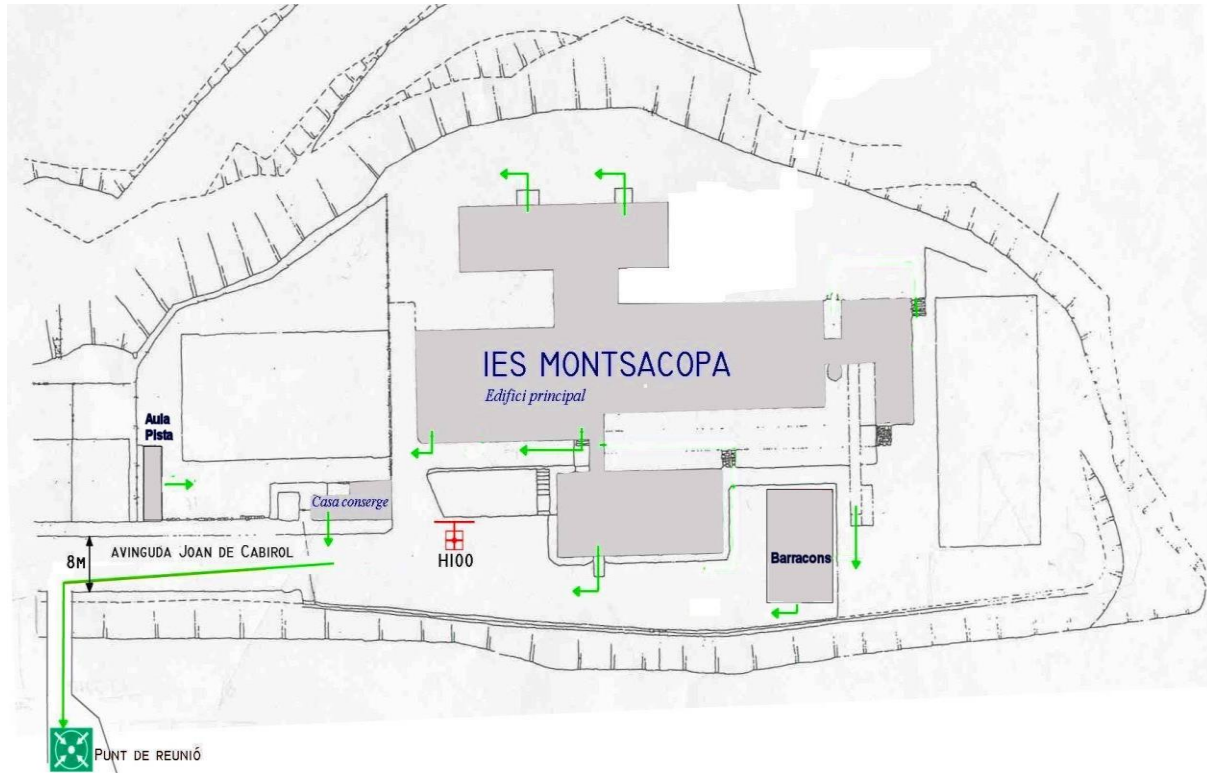 IES MONTSACOPA
Edifici principal
Aula
Pista
Casa conserge
AVINGUDA JOAN DE CABIROL
8M
H100
Barracons
PUNT DE REUNIÓ